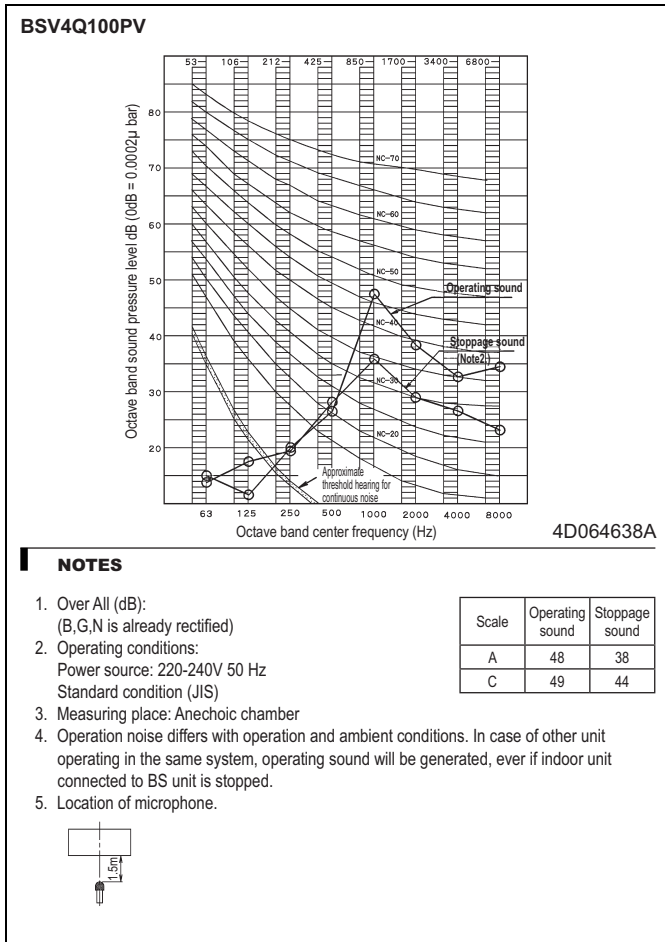 BSV4Q100PV
53 106 212 425 850 1700 3400 6800
Octave band sound pressure level dB (0dB = 0.0002µ bar)
80
70
60
50
40
30
20
NC-70
NC-60
NC-50
Operating sound
NC-40
Stoppage sound
(Note2.)
NC-30
NC-20
Approximate
threshold hearing for
continuous noise
63 125 250 500 1000 2000 4000 8000
Octave band center frequency (Hz)
4D064638A
NOTES
1. Over All (dB):
(B,G,N is already rectified)
2. Operating conditions:
Power source: 220-240V 50 Hz
Standard condition (JIS)
3. Measuring place: Anechoic chamber
4. Operation noise differs with operation and ambient conditions. In case of other unit
operating in the same system, operating sound will be generated, ever if indoor unit
connected to BS unit is stopped.
5. Location of microphone.
Scale Operating sound Stoppage sound
A 48 38
C 49 44
1.5m